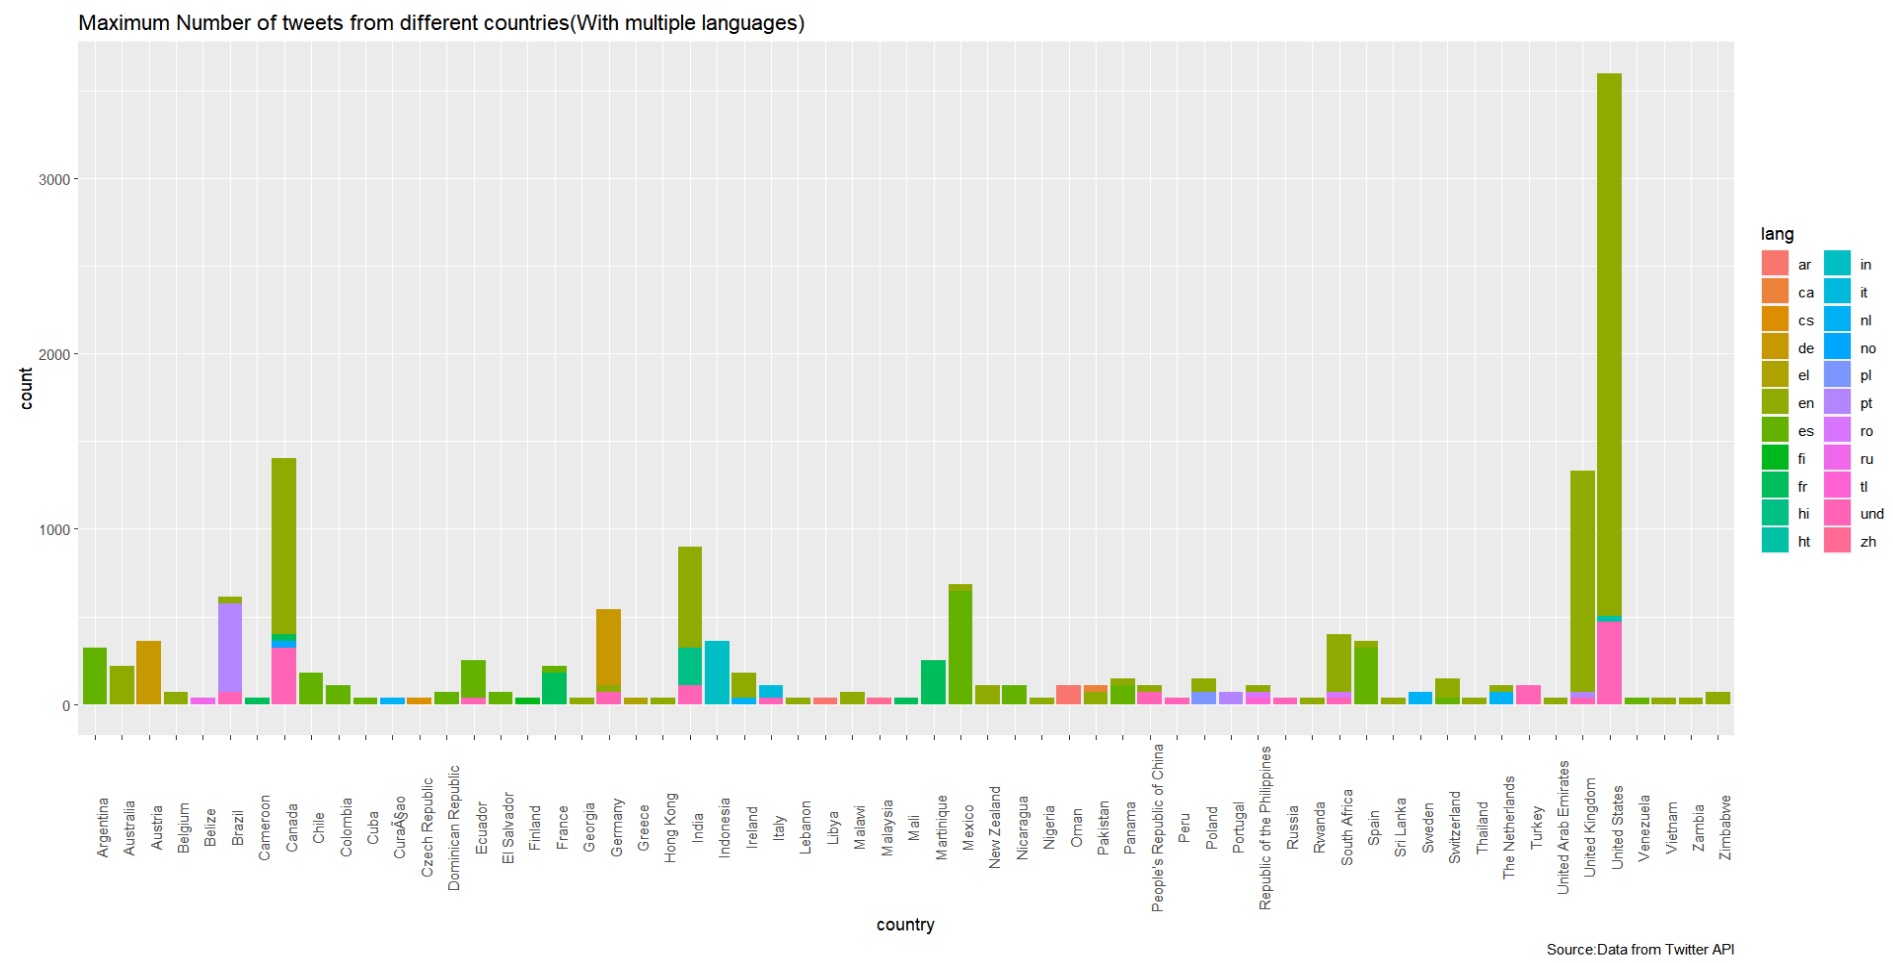 Maximum Number of tweets from different countries(With multiple languages)
count
3000
2000
1000
0
Argentina
Australia
Austria
Belgium
Belize
Brazil
Cameroon
Canada
Chile
Colombia
Cuba
CuraÃ§ao
Czech Republic
Dominican Republic
Ecuador
El Salvador
Finland
France
Georgia
Germany
Greece
Hong Kong
India
Indonesia
Ireland
Italy
Lebanon
Libya
Malawi
Malaysia
Mali
Martinique
Mexico
New Zealand
Nicaragua
Nigeria
Oman
Pakistan
Panama
People's Republic of China
Peru
Poland
Portugal
Republic of the Philippines
Russia
Rwanda
South Africa
Spain
Sri Lanka
Sweden
Switzerland
Thailand
The Netherlands
Turkey
United Arab Emirates
United Kingdom
United States
Venezuela
Vietnam
Zambia
Zimbabwe
country
lang
ar
ca
cs
de
el
en
es
fi
fr
hi
ht
in
it
nl
no
pl
pt
ro
ru
tl
und
zh
Source:Data from Twitter API